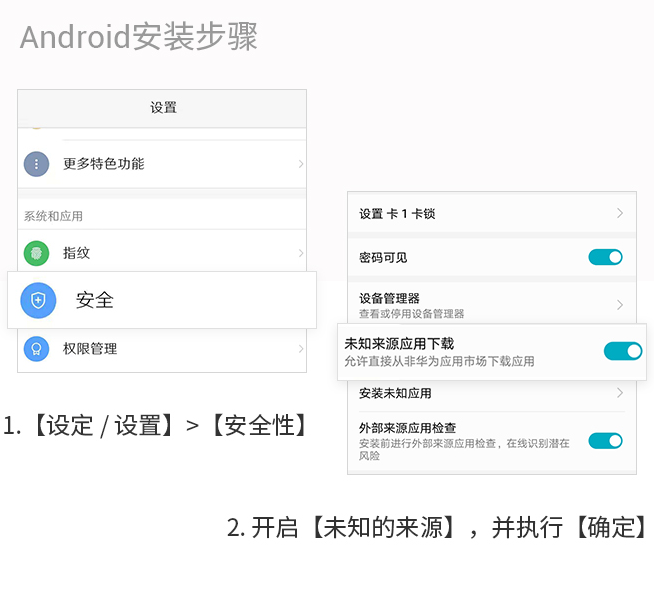 Android安装步骤
设置
更多特色功能
系统和应用
指纹
安全
权限管理
1.【设定 / 设置】>【安全性】
设置 卡 1 卡锁
密码可见
设备管理器
查看或停用设备管理器
未知来源应用下载
允许直接从非华为应用市场下载应用
安装未知应用
外部来源应用检查
安装前进行外部来源应用检查，在线识别潜在
风险
2. 开启【未知的来源】，并执行【确定】